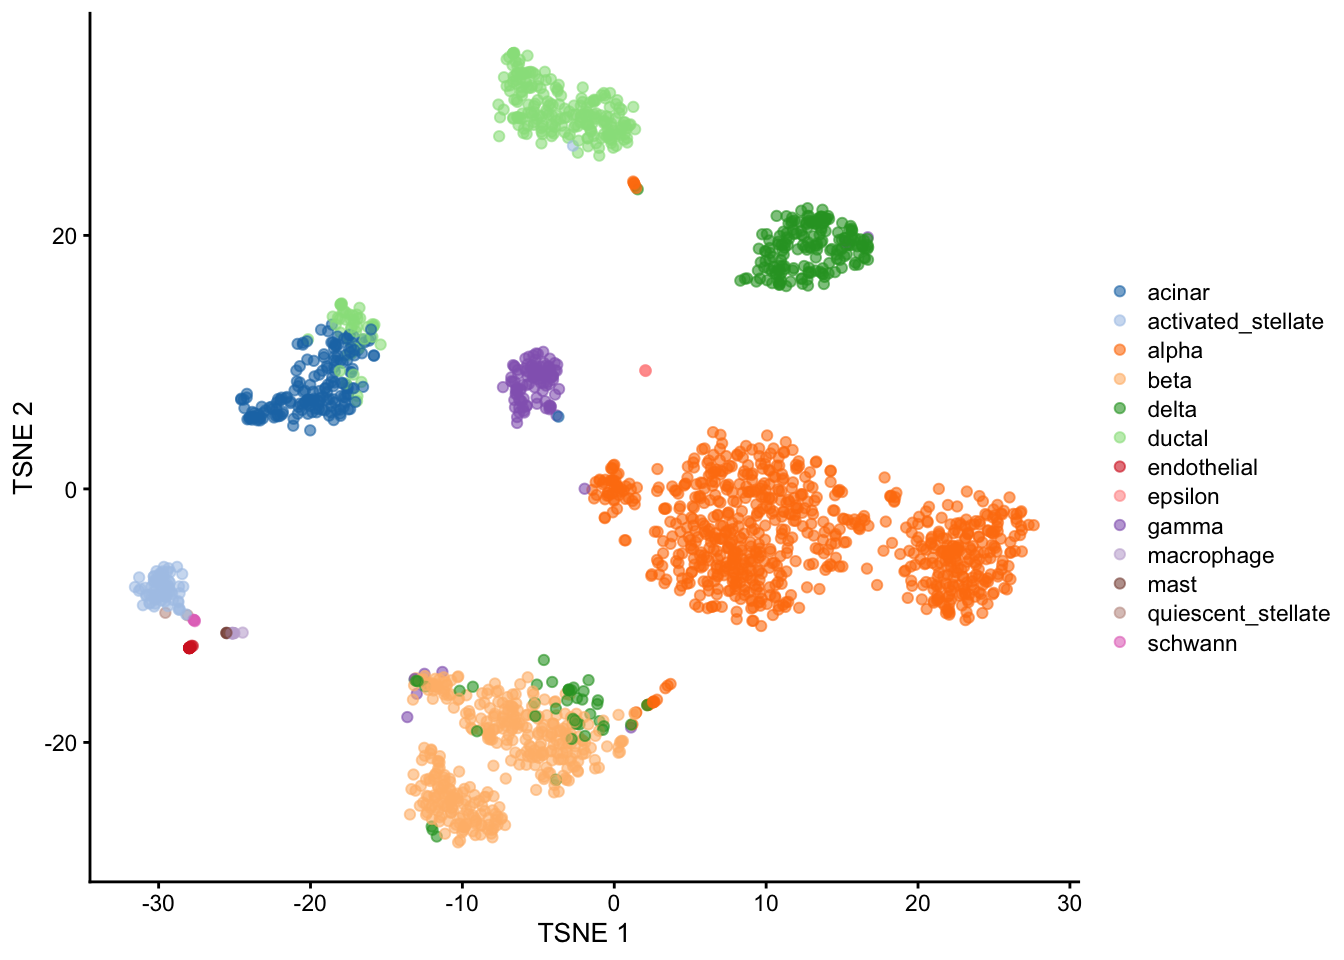 TSNE 2
20
0
-20
-30
-20
-10
0
10
20
30
TSNE 1
acinar
activated_stellate
alpha
beta
delta
ductal
endothelial
epsilon
gamma
macrophage
mast
quiescent_stellate
schwann